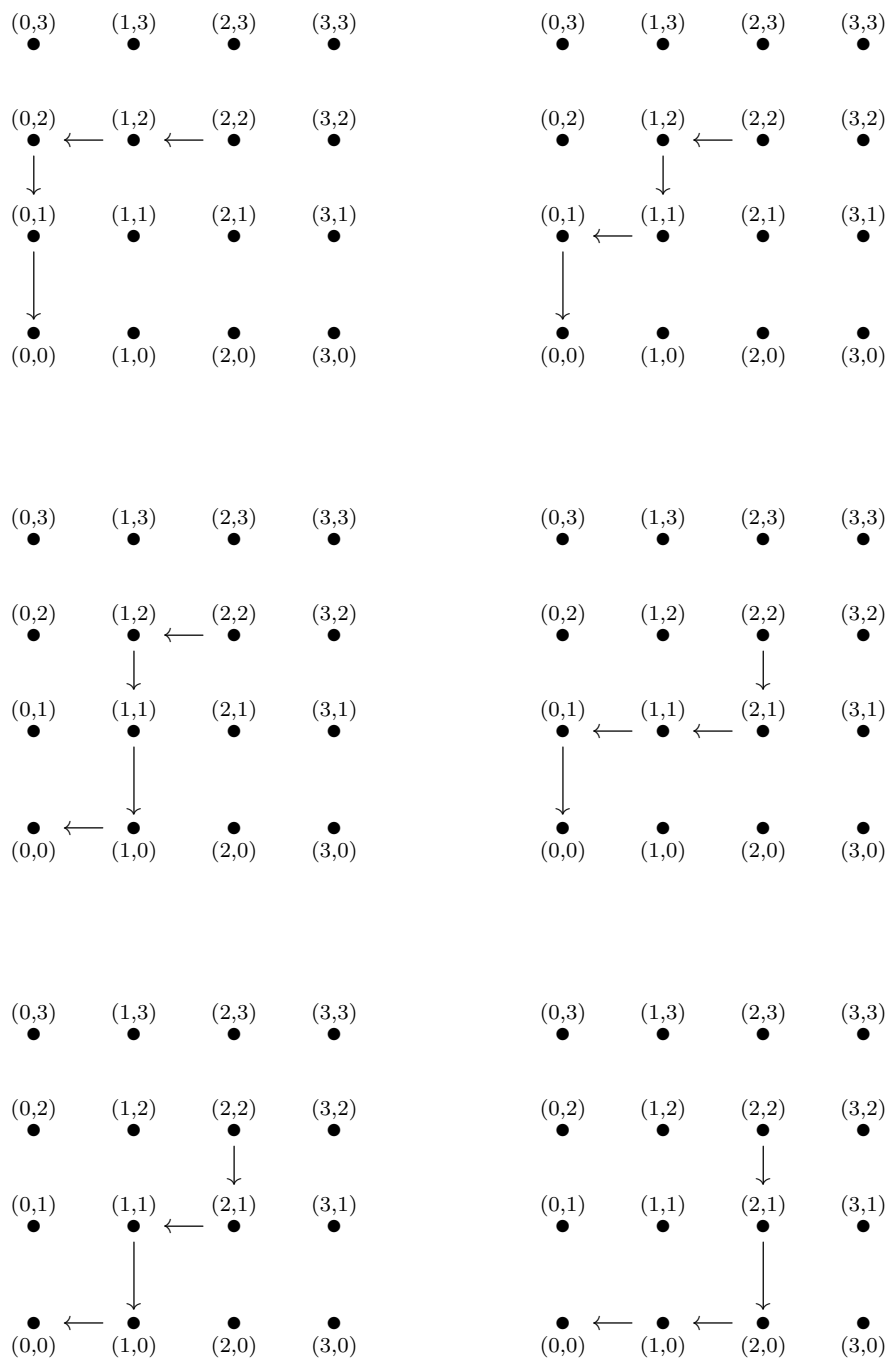 (0,3) (1,3) (2,3) (3,3) (0,3) (1,3) (2,3) (3,3)
(0,2) (1,2) (2,2) (3,2) (0,2) (1,2) (2,2) (3,2)
(0,1) (1,1) (2,1) (3,1) (0,1) (1,1) (2,1) (3,1)
(0,0) (1,0) (2,0) (3,0) (0,0) (1,0) (2,0) (3,0)
(0,3) (1,3) (2,3) (3,3) (0,3) (1,3) (2,3) (3,3)
(0,2) (1,2) (2,2) (3,2) (0,2) (1,2) (2,2) (3,2)
(0,1) (1,1) (2,1) (3,1) (0,1) (1,1) (2,1) (3,1)
(0,0) (1,0) (2,0) (3,0) (0,0) (1,0) (2,0) (3,0)
(0,3) (1,3) (2,3) (3,3) (0,3) (1,3) (2,3) (3,3)
(0,2) (1,2) (2,2) (3,2) (0,2) (1,2) (2,2) (3,2)
(0,1) (1,1) (2,1) (3,1) (0,1) (1,1) (2,1) (3,1)
(0,0) (1,0) (2,0) (3,0) (0,0) (1,0) (2,0) (3,0)